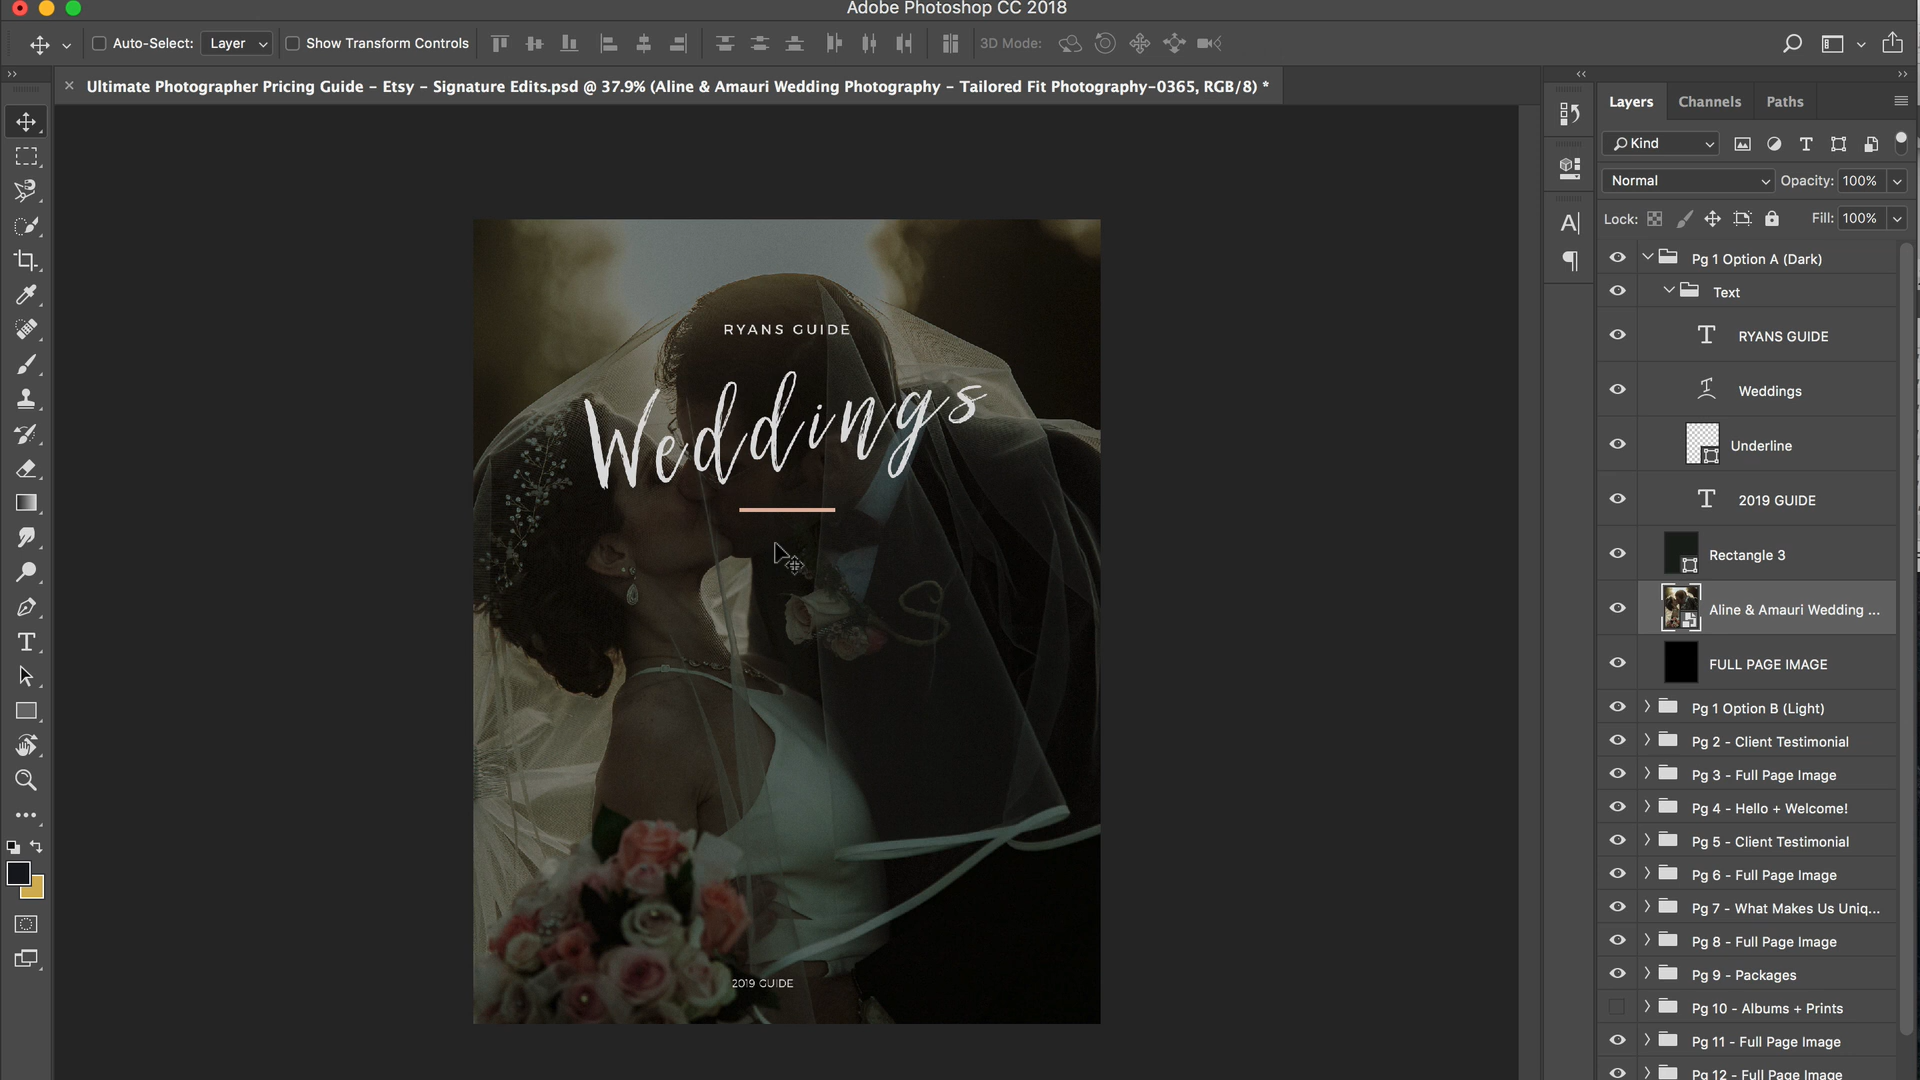 Adobe Photoshop CC 2018
Auto-Select: Layer Show Transform Controls 3D Mode:
Ultimate Photographer Pricing Guide – Etsy – Signature Edits.psd @ 37.9% (Aline & Amauri Wedding Photography – Tailored Fit Photography-0365, RGB/8) *
RYANS GUIDE
Weddings
2019 GUIDE
Layers Channels Paths
Kind
Normal Opacity: 100%
Lock: Fill: 100%
Pg 1 Option A (Dark)
Text
RYANS GUIDE
Weddings
Underline
2019 GUIDE
Rectangle 3
Aline & Amauri Wedding ...
FULL PAGE IMAGE
Pg 1 Option B (Light)
Pg 2 - Client Testimonial
Pg 3 - Full Page Image
Pg 4 - Hello + Welcome!
Pg 5 - Client Testimonial
Pg 6 - Full Page Image
Pg 7 - What Makes Us Uniq...
Pg 8 - Full Page Image
Pg 9 - Packages
Pg 10 - Albums + Prints
Pg 11 - Full Page Image
Pg 12 - Full Page Image